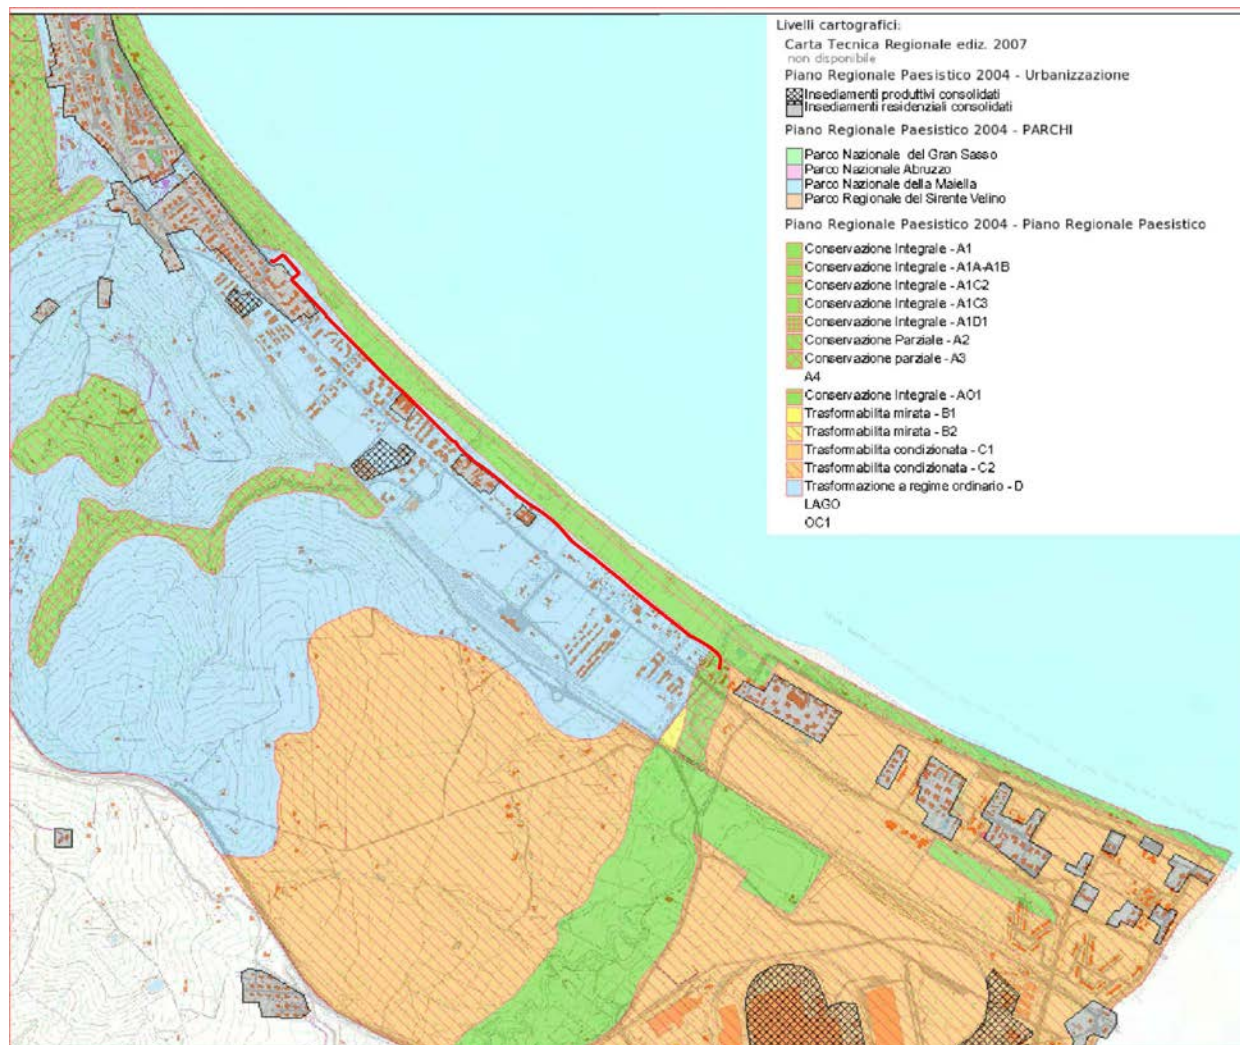 Livelli cartografici:
Carta Tecnica Regionale ediz. 2007
non disponibile
Piano Regionale Paesistico 2004 - Urbanizzazione
Insediamenti produttivi consolidati
Insediamenti residenziali consolidati
Piano Regionale Paesistico 2004 - PARCHI
Parco Nazionale del Gran Sasso
Parco Nazionale Abruzzo
Parco Nazionale della Maiella
Parco Regionale del Sirente Velino
Piano Regionale Paesistico 2004 - Piano Regionale Paesistico
Conservazione Integrale - A1
Conservazione Integrale - A1A-A1B
Conservazione Integrale - A1C2
Conservazione Integrale - A1C3
Conservazione Integrale - A1D1
Conservazione Parziale - A2
Conservazione parziale - A3
A4
Conservazione Integrale - AO1
Trasformabilita mirata - B1
Trasformabilita mirata - B2
Trasformabilita condizionata - C1
Trasformabilita condizionata - C2
Trasformazione a regime ordinario - D
LAGO
OC1